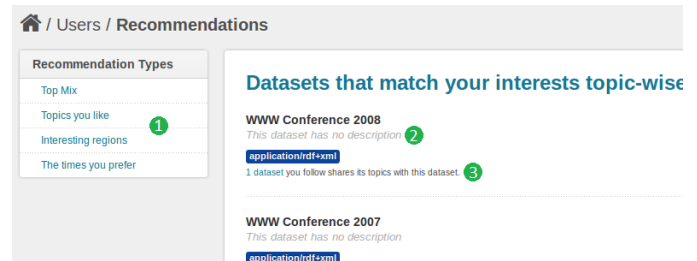 / Users / Recommendations
Recommendation Types
Top Mix
Topics you like
Interesting regions
The times you prefer
1
Datasets that match your interests topic-wise
WWW Conference 2008
This dataset has no description 2
application/rdf+xml
1 dataset you follow shares its topics with this dataset. 3
WWW Conference 2007
This dataset has no description
application/rdf+xml